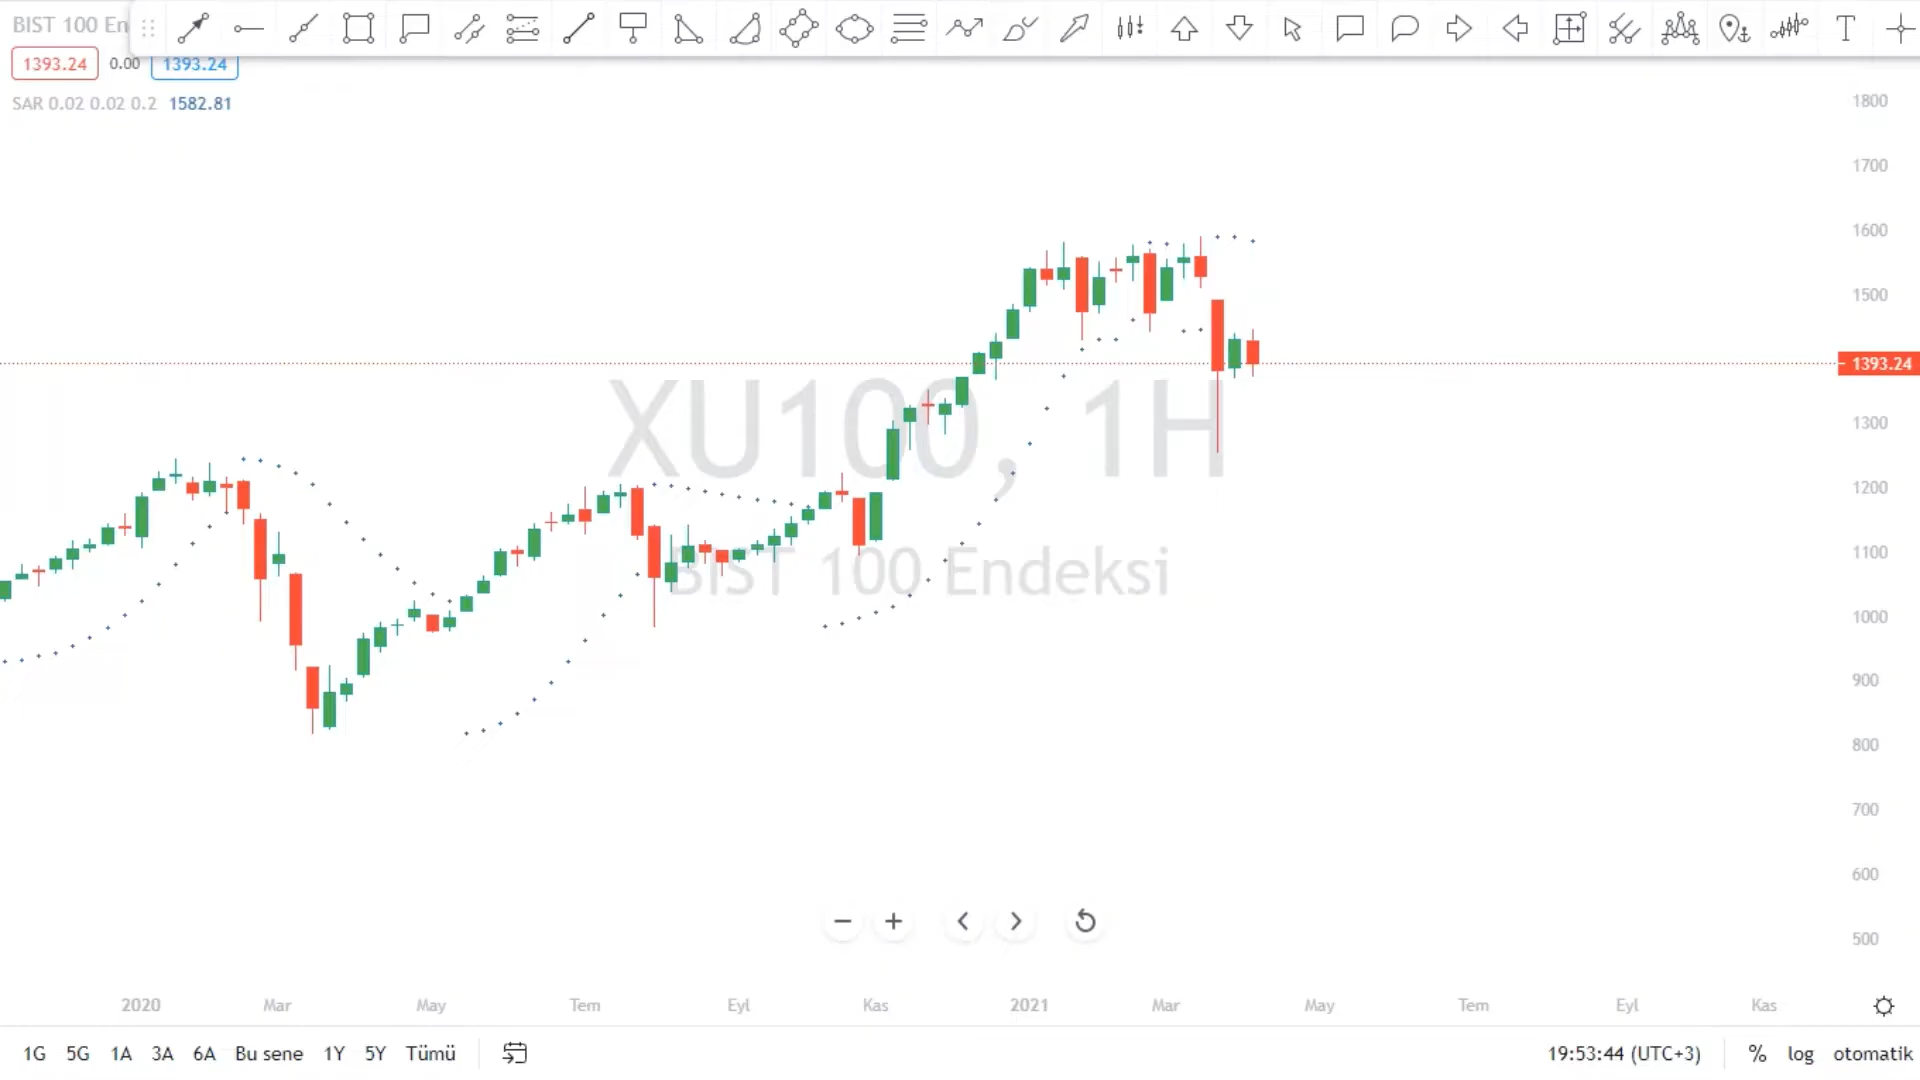 BIST 100 En
1393.24 0.00 1393.24
SAR 0.02 0.02 0.2 1582.81
1800
1700
1600
1500
1393.24
1300
1200
1100
1000
900
800
700
600
500
XU100, 1H
BIST 100 Endeksi
2020 Mar May Tem Eyl Kas 2021 Mar May Tem Eyl Kas
1G 5G 1A 3A 6A Bu sene 1Y 5Y Tümü 19:53:44 (UTC+3) % log otomatik